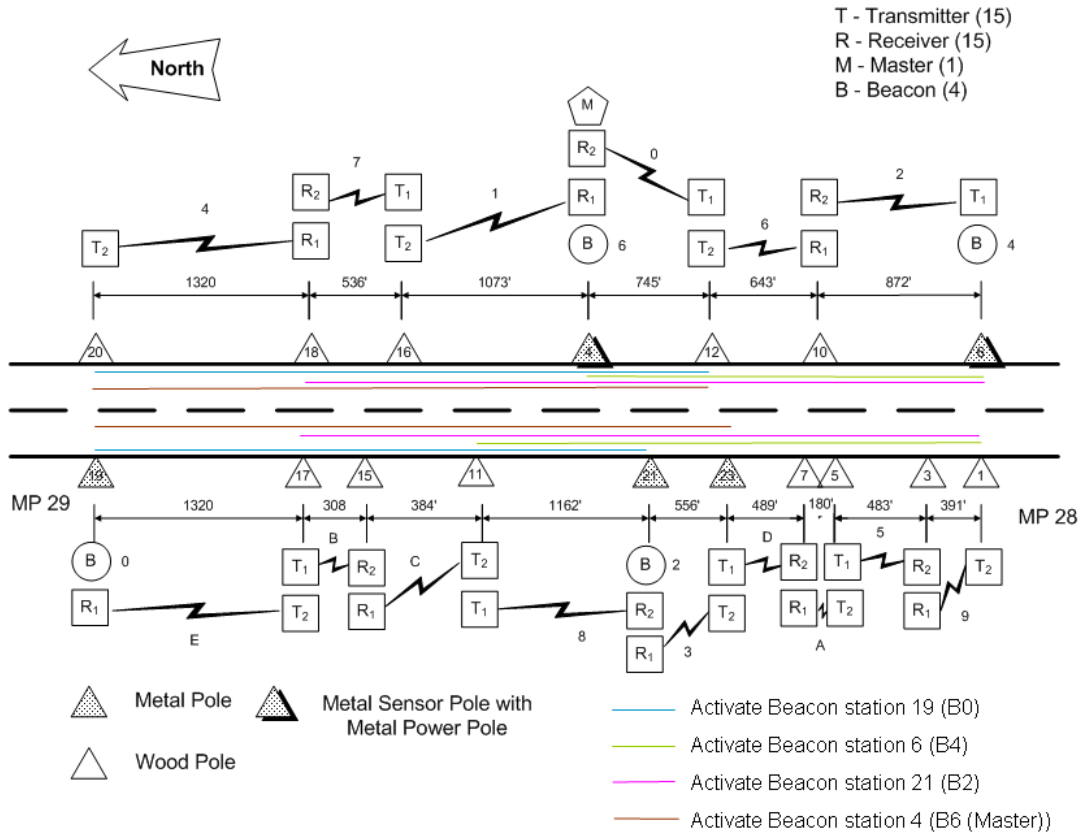 T - Transmitter (15)
R - Receiver (15)
M - Master (1)
B - Beacon (4)
North
M
R2
0
7
2
R2
T1
1
R1
T1
R2
T1
4
6
T2
R1
T2
B
6
T2
R1
B
4
1320
536'
1073'
745'
643'
872'
20
18
16
4
12
10
6
19
17
15
11
21
23
7
5
3
1
MP 29
MP 28
1320
308
384'
1162'
556'
489'
180'
483'
391'
B
0
T1
B
R2
C
T2
B
2
T1
D
R2
T1
5
R2
T2
R1
E
T2
R1
T1
8
R2
R1
3
T2
R1
A
T2
R1
9
Metal Pole
Metal Sensor Pole with
Metal Power Pole
Wood Pole
Activate Beacon station 19 (B0)
Activate Beacon station 6 (B4)
Activate Beacon station 21 (B2)
Activate Beacon station 4 (B6 (Master))